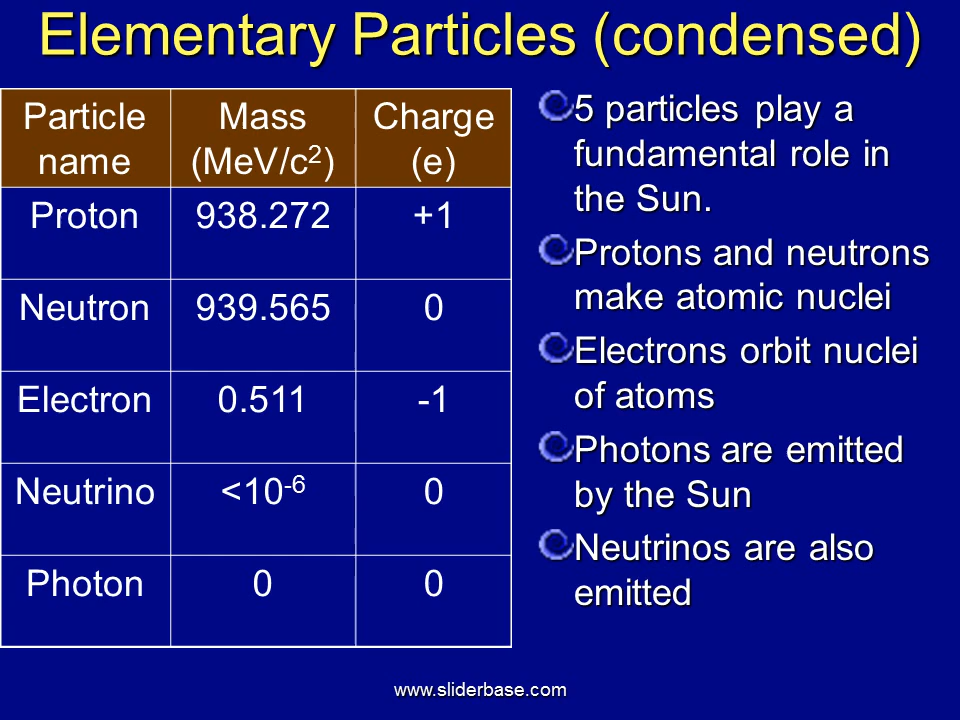 Elementary Particles (condensed)
Particle name Mass (MeV/c²) Charge (e)
Proton 938.272 +1
Neutron 939.565 0
Electron 0.511 -1
Neutrino <10⁻⁶ 0
Photon 0 0
5 particles play a
fundamental role in
the Sun.
Protons and neutrons
make atomic nuclei
Electrons orbit nuclei
of atoms
Photons are emitted
by the Sun
Neutrinos are also
emitted
www.sliderbase.com